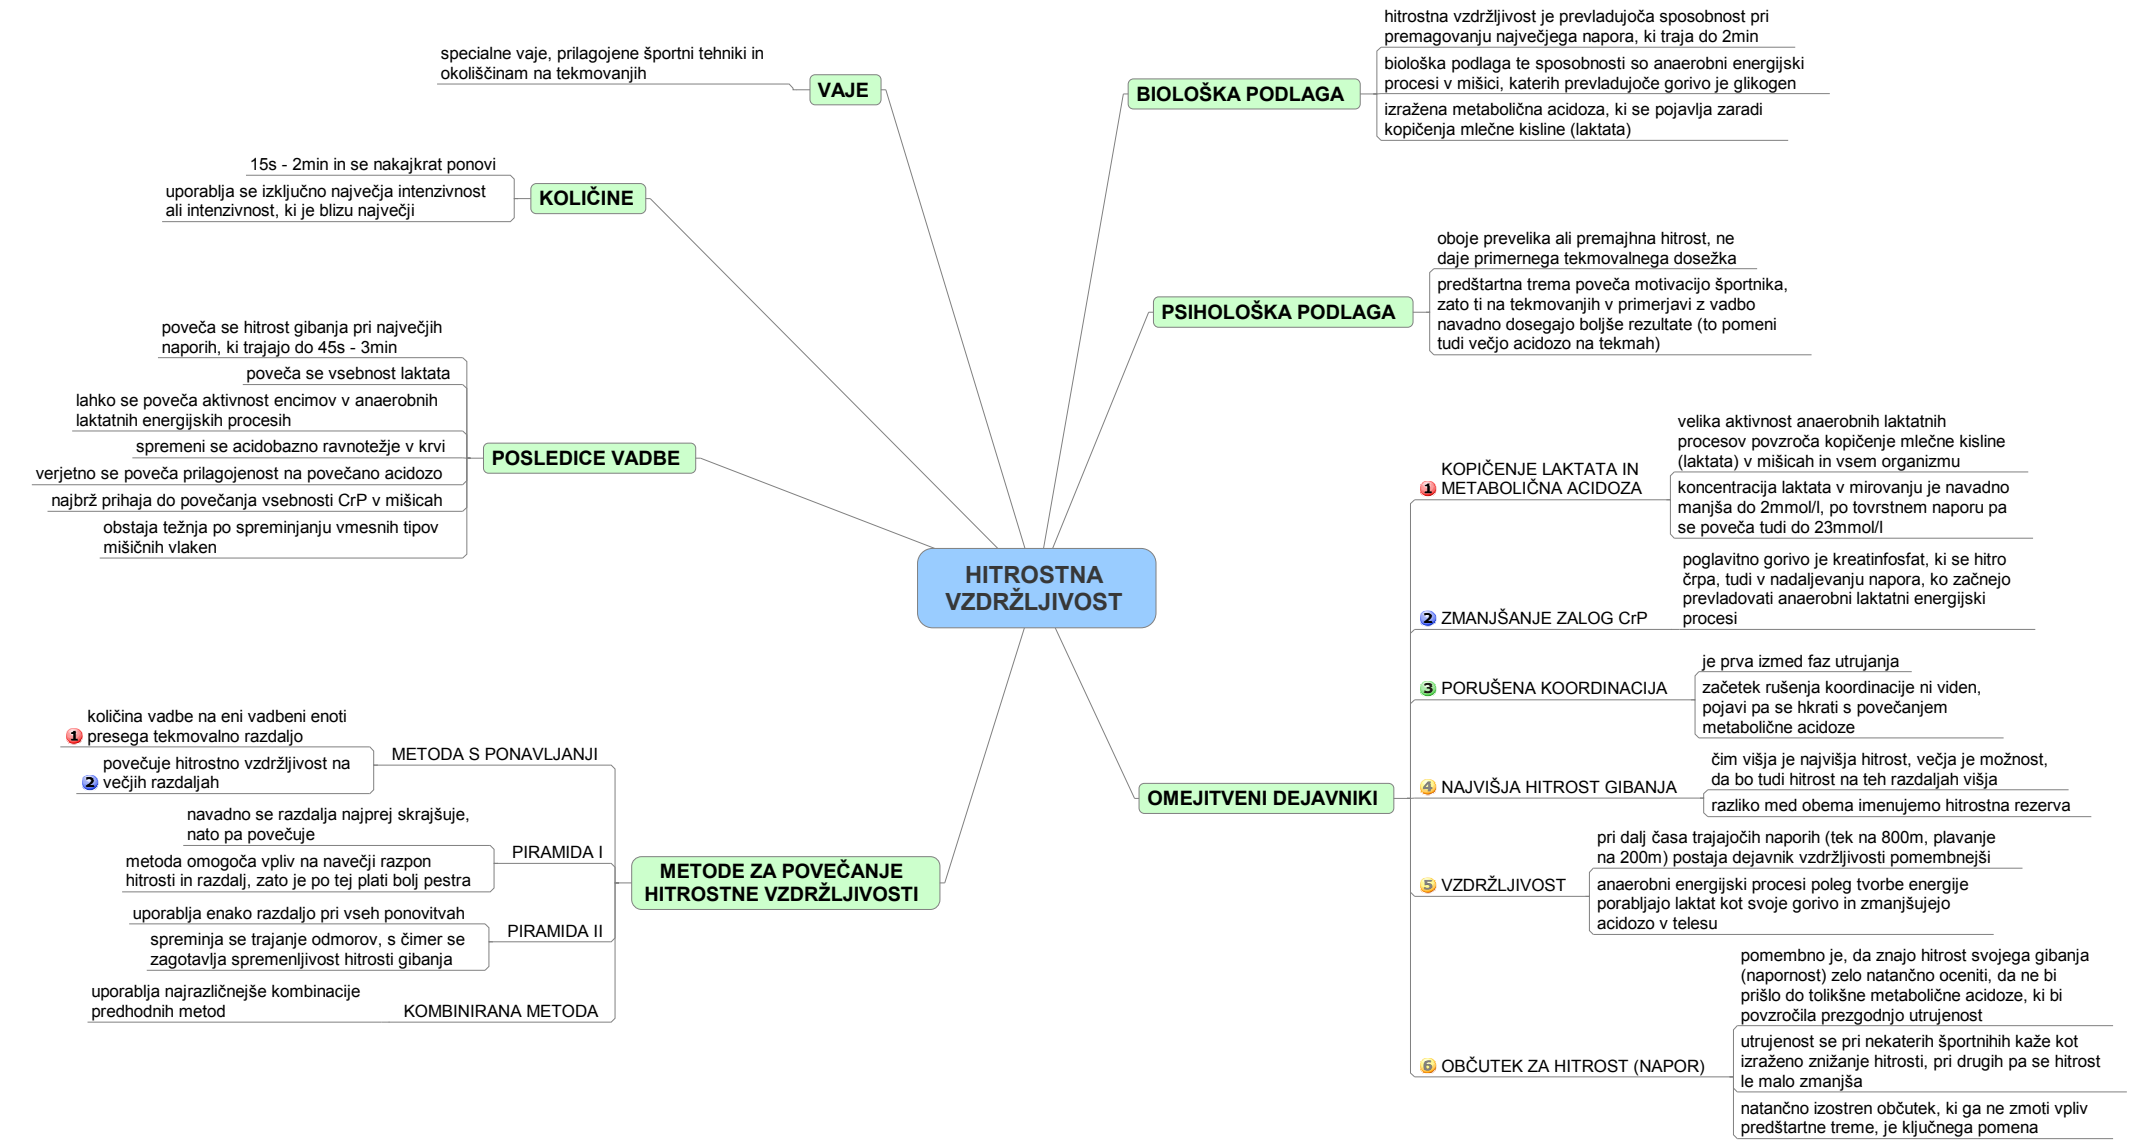 HITROSTNA
VZDRŽLJIVOST
BIOLOŠKA PODLAGA
hitrostna vzdržljivost je prevladujoča sposobnost pri
premagovanju največjega napora, ki traja do 2min
biološka podlaga te sposobnosti so anaerobni energijski
procesi v mišici, katerih prevladujoče gorivo je glikogen
izražena metabolična acidoza, ki se pojavlja zaradi
kopičenja mlečne kisline (laktata)
PSIHOLOŠKA PODLAGA
oboje prevelika ali premajhna hitrost, ne
daje primernega tekmovalnega dosežka
predštartna trema poveča motivacijo športnika,
zato ti na tekmovanjih v primerjavi z vadbo
navadno dosegajo boljše rezultate (to pomeni
tudi večjo acidozo na tekmah)
OMEJITVENI DEJAVNIKI
KOPIČENJE LAKTATA IN
1 METABOLIČNA ACIDOZA
velika aktivnost anaerobnih laktatnih
procesov povzroča kopičenje mlečne kisline
(laktata) v mišicah in vsem organizmu
koncentracija laktata v mirovanju je navadno
manjša do 2mmol/l, po tovrstnem naporu pa
se poveča tudi do 23mmol/l
2 ZMANJŠANJE ZALOG CrP
poglavitno gorivo je kreatinfosfat, ki se hitro
črpa, tudi v nadaljevanju napora, ko začnejo
prevladovati anaerobni laktatni energijski
procesi
3 PORUŠENA KOORDINACIJA
je prva izmed faz utrujanja
začetek rušenja koordinacije ni viden,
pojavi pa se hkrati s povečanjem
metabolične acidoze
4 NAJVIŠJA HITROST GIBANJA
čim višja je najvišja hitrost, večja je možnost,
da bo tudi hitrost na teh razdaljah višja
razliko med obema imenujemo hitrostna rezerva
5 VZDRŽLJIVOST
pri dalj časa trajajočih naporih (tek na 800m, plavanje
na 200m) postaja dejavnik vzdržljivosti pomembnejši
anaerobni energijski procesi poleg tvorbe energije
porabljajo laktat kot svoje gorivo in zmanjšujejo
acidozo v telesu
6 OBČUTEK ZA HITROST (NAPOR)
pomembno je, da znajo hitrost svojega gibanja
(napornost) zelo natančno oceniti, da ne bi
prišlo do tolikšne metabolične acidoze, ki bi
povzročila prezgodnjo utrujenost
utrujenost se pri nekaterih športnihih kaže kot
izraženo znižanje hitrosti, pri drugih pa se hitrost
le malo zmanjša
natančno izostren občutek, ki ga ne zmoti vpliv
predštartne treme, je ključnega pomena
VAJE
specialne vaje, prilagojene športni tehniki in
okoliščinam na tekmovanjih
KOLIČINE
15s - 2min in se nakajkrat ponovi
uporablja se izključno največja intenzivnost
ali intenzivnost, ki je blizu največji
POSLEDICE VADBE
poveča se hitrost gibanja pri največjih
naporih, ki trajajo do 45s - 3min
poveča se vsebnost laktata
lahko se poveča aktivnost encimov v anaerobnih
laktatnih energijskih procesih
spremeni se acidobazno ravnotežje v krvi
verjetno se poveča prilagojenost na povečano acidozo
najbrž prihaja do povečanja vsebnosti CrP v mišicah
obstaja težnja po spreminjanju vmesnih tipov
mišičnih vlaken
METODE ZA POVEČANJE
HITROSTNE VZDRŽLJIVOSTI
METODA S PONAVLJANJI
količina vadbe na eni vadbeni enoti
1 presega tekmovalno razdaljo
povečuje hitrostno vzdržljivost na
2 večjih razdaljah
PIRAMIDA I
navadno se razdalja najprej skrajšuje,
nato pa povečuje
metoda omogoča vpliv na navečji razpon
hitrosti in razdalj, zato je po tej plati bolj pestra
PIRAMIDA II
uporablja enako razdaljo pri vseh ponovitvah
spreminja se trajanje odmorov, s čimer se
zagotavlja spremenljivost hitrosti gibanja
KOMBINIRANA METODA
uporablja najrazličnejše kombinacije
predhodnih metod